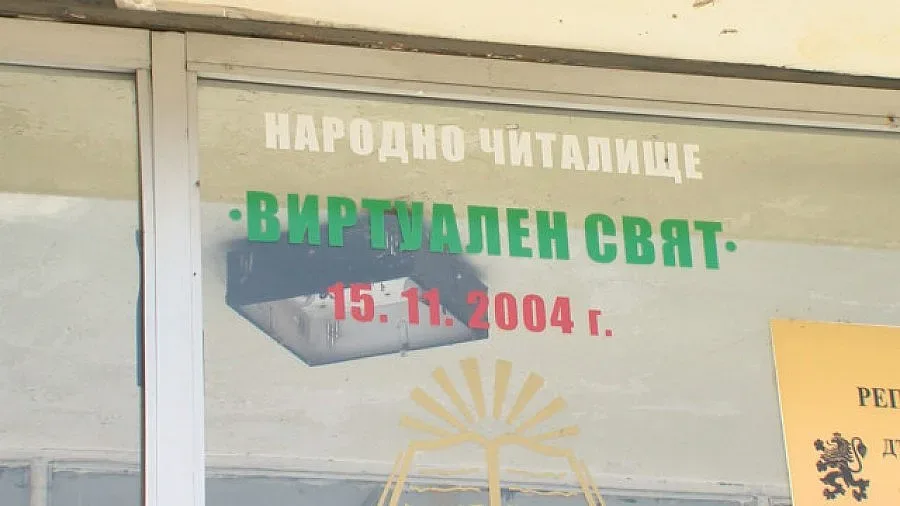 НАРОДНО ЧИТАЛИЩЕ
·ВИРТУАЛЕН СВЯТ·
15. 11. 2004 г.